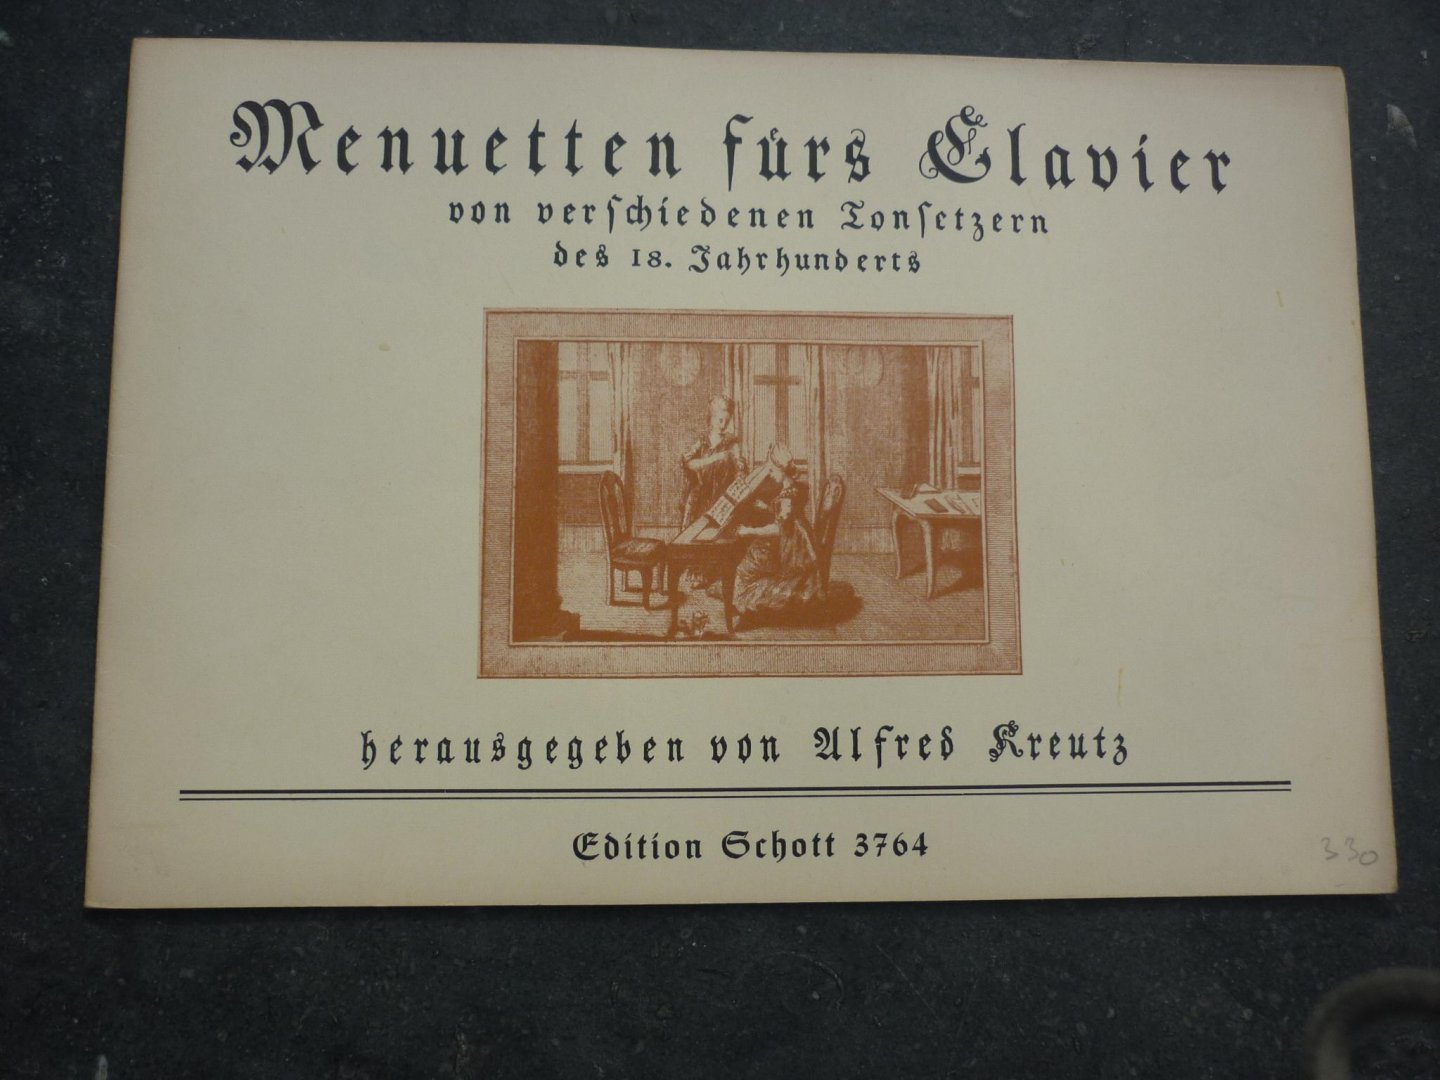 Menuetten fürs Clavier
von verschiedenen Tonsetzern
des 18. Jahrhunderts
herausgegeben von Alfred Kreutz
Edition Schott 3764
330